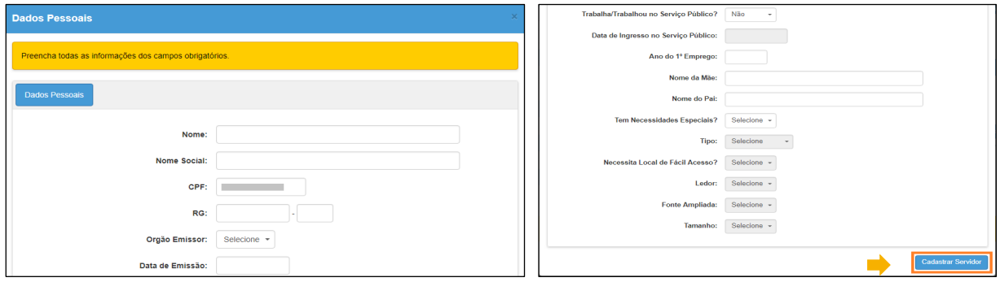 Dados Pessoais ×
Preencha todas as informações dos campos obrigatórios.
Dados Pessoais
Nome:
Nome Social:
CPF:
RG: -
Orgão Emissor: Selecione
Data de Emissão:
Trabalha/Trabalhou no Serviço Público? Não
Data de Ingresso no Serviço Público:
Ano do 1º Emprego:
Nome da Mãe:
Nome do Pai:
Tem Necessidades Especiais? Selecione
Tipo: Selecione
Necessita Local de Fácil Acesso? Selecione
Ledor: Selecione
Fonte Ampliada: Selecione
Tamanho: Selecione
Cadastrar Servidor